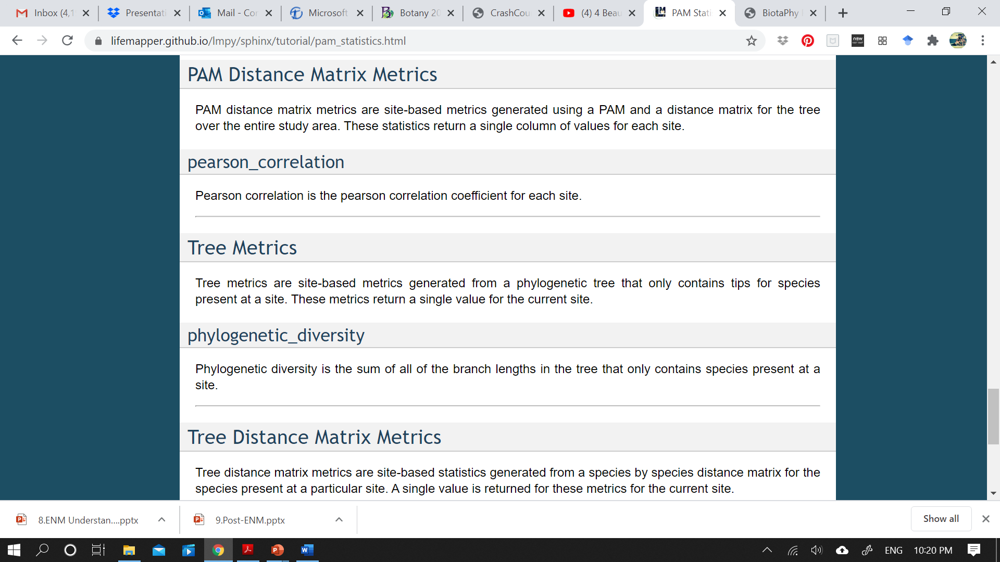 Inbox (4,1
Presentati
Mail - Cor
Microsoft
Botany 20
CrashCou
(4) 4 Beau
PAM Stati
BiotaPhy
lifemapper.github.io/lmpy/sphinx/tutorial/pam_statistics.html
PAM Distance Matrix Metrics
PAM distance matrix metrics are site-based metrics generated using a PAM and a distance matrix for the tree
over the entire study area. These statistics return a single column of values for each site.
pearson_correlation
Pearson correlation is the pearson correlation coefficient for each site.
Tree Metrics
Tree metrics are site-based metrics generated from a phylogenetic tree that only contains tips for species
present at a site. These metrics return a single value for the current site.
phylogenetic_diversity
Phylogenetic diversity is the sum of all of the branch lengths in the tree that only contains species present at a
site.
Tree Distance Matrix Metrics
Tree distance matrix metrics are site-based statistics generated from a species by species distance matrix for the
species present at a particular site. A single value is returned for these metrics for the current site.
8.ENM Understan....pptx
9.Post-ENM.pptx
Show all
ENG
10:20 PM